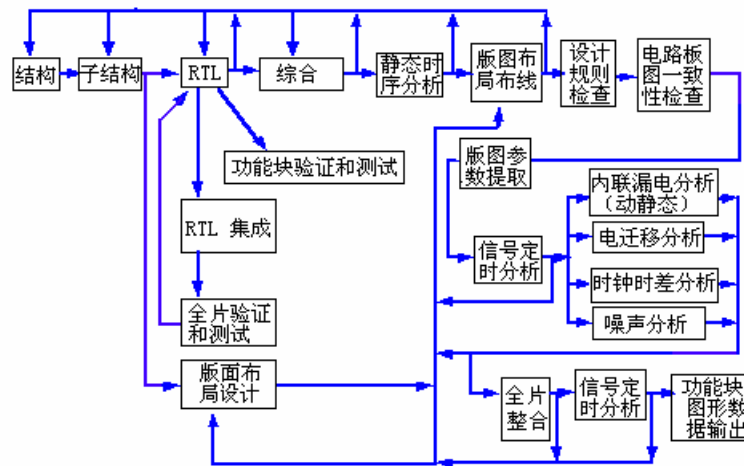 结构
子结构
RTL
综合
静态时
序分析
版图布
局布线
设计
规则
检查
电路板
图一致
性检查
功能块验证和测试
版图参
数提取
内联漏电分析
（动静态）
RTL 集成
信号定
时分析
电迁移分析
时钟时差分析
全片验证
和测试
噪声分析
版面布
局设计
全片
整合
信号定
时分析
功能块
图形数
据输出